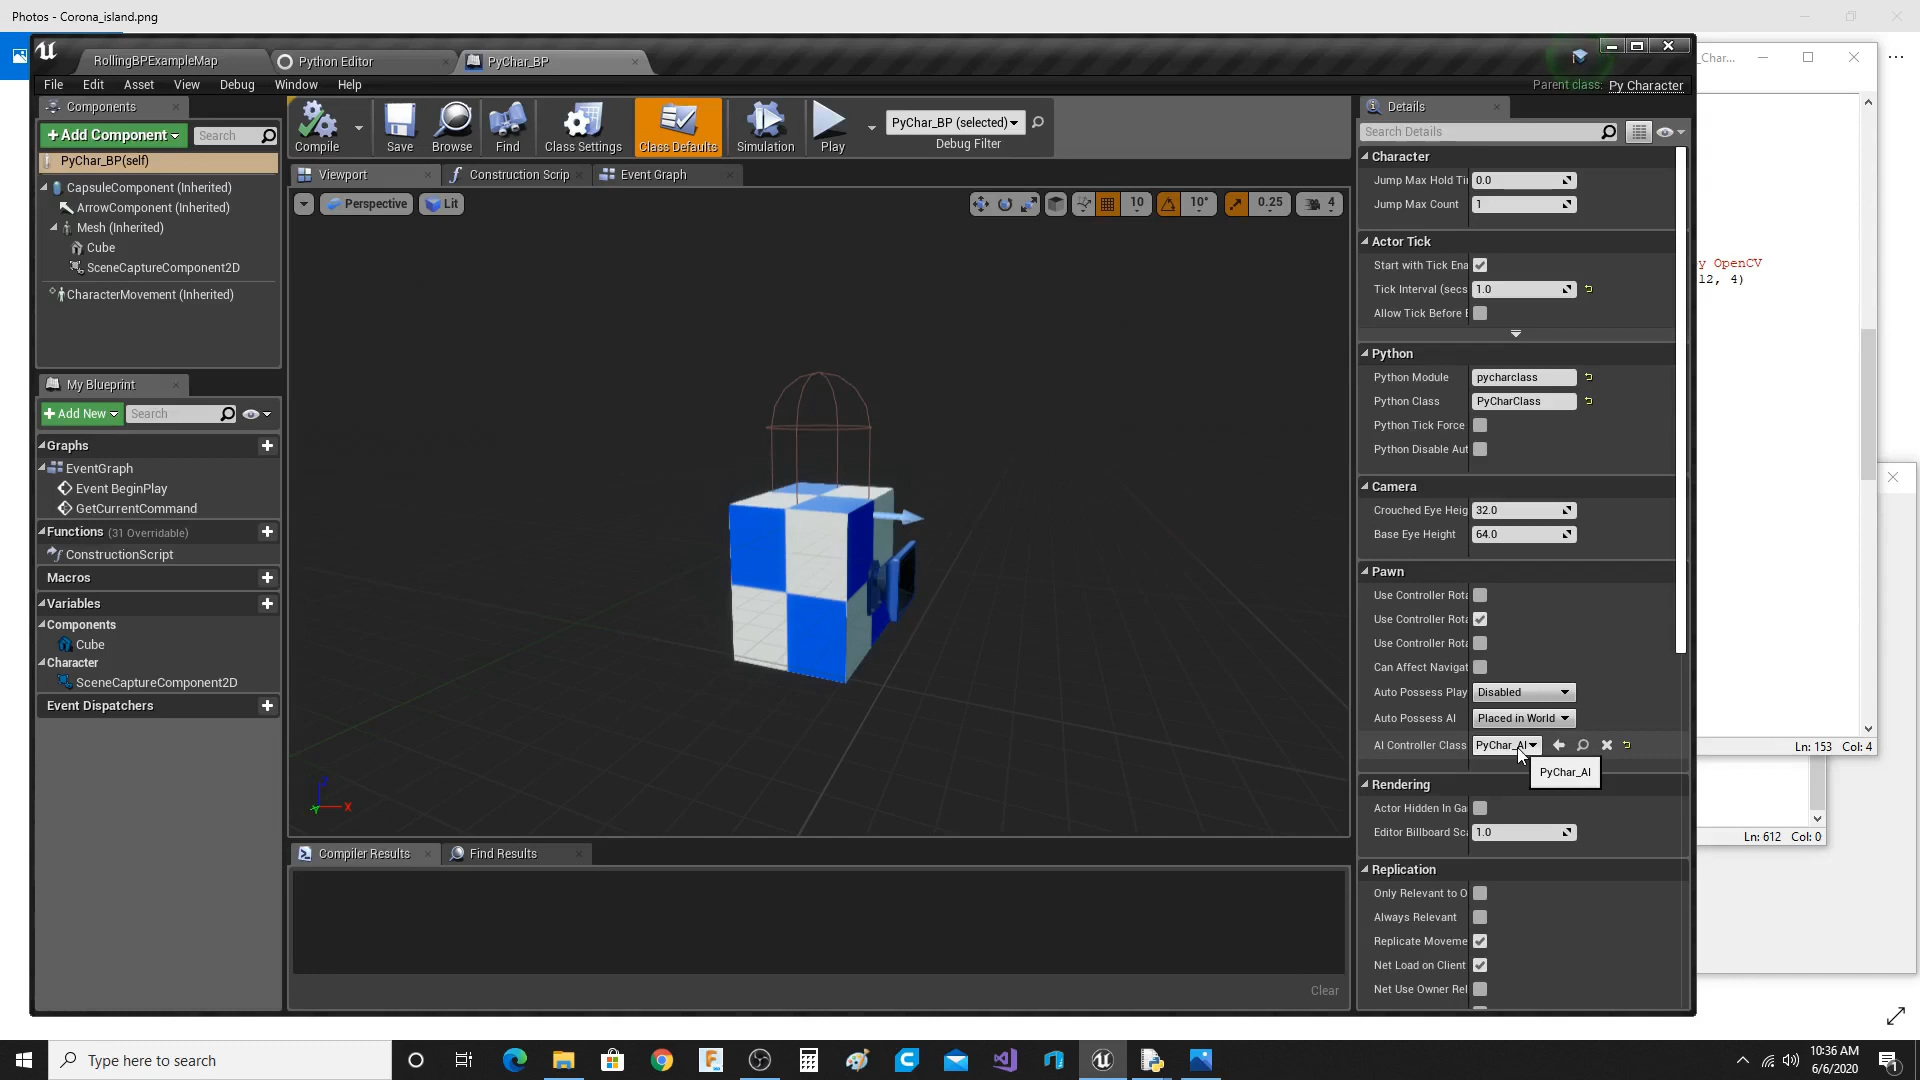 Photos - Corona_island.png
RollingBPExampleMap
Python Editor
PyChar_BP
File Edit Asset View Debug Window Help
Parent class: Py Character
Components
+Add Component
Search
PyChar_BP(self)
CapsuleComponent (Inherited)
ArrowComponent (Inherited)
Mesh (Inherited)
Cube
SceneCaptureComponent2D
CharacterMovement (Inherited)
My Blueprint
+Add New
Search
Graphs
EventGraph
Event BeginPlay
GetCurrentCommand
Functions (31 Overridable)
ConstructionScript
Macros
Variables
Components
Cube
Character
SceneCaptureComponent2D
Event Dispatchers
Compile
Save
Browse
Find
Class Settings
Class Defaults
Simulation
Play
PyChar_BP (selected)
Debug Filter
Viewport
Construction Scrip
Event Graph
Perspective
Lit
10
10°
0.25
4
X
Compiler Results
Find Results
Clear
Details
Search Details
Character
Jump Max Hold Ti 0.0
Jump Max Count 1
Actor Tick
Start with Tick Ena
Tick Interval (secs 1.0
Allow Tick Before
Python
Python Module pycharclass
Python Class PyCharClass
Python Tick Force
Python Disable Aut
Camera
Crouched Eye Heig 32.0
Base Eye Height 64.0
Pawn
Use Controller Rota
Use Controller Rota
Use Controller Rota
Can Affect Navigat
Auto Possess Play Disabled
Auto Possess AI Placed in World
AI Controller Class PyChar_AI
PyChar_AI
Rendering
Actor Hidden In Ga
Editor Billboard Sca 1.0
Replication
Only Relevant to O
Always Relevant
Replicate Moveme
Net Load on Client
Net Use Owner Rel
_Char...
y OpenCV
12, 4)
Ln: 153 Col: 4
Ln: 612 Col: 0
Type here to search
10:36 AM
6/6/2020
1